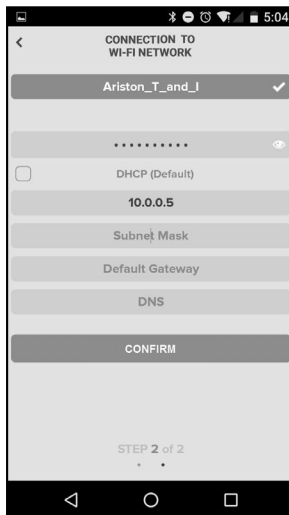 5:04
CONNECTION TO
WI-FI NETWORK
Ariston_T_and_I
••••••••••
DHCP (Default)
10.0.0.5
Subnet Mask
Default Gateway
DNS
CONFIRM
STEP 2 of 2